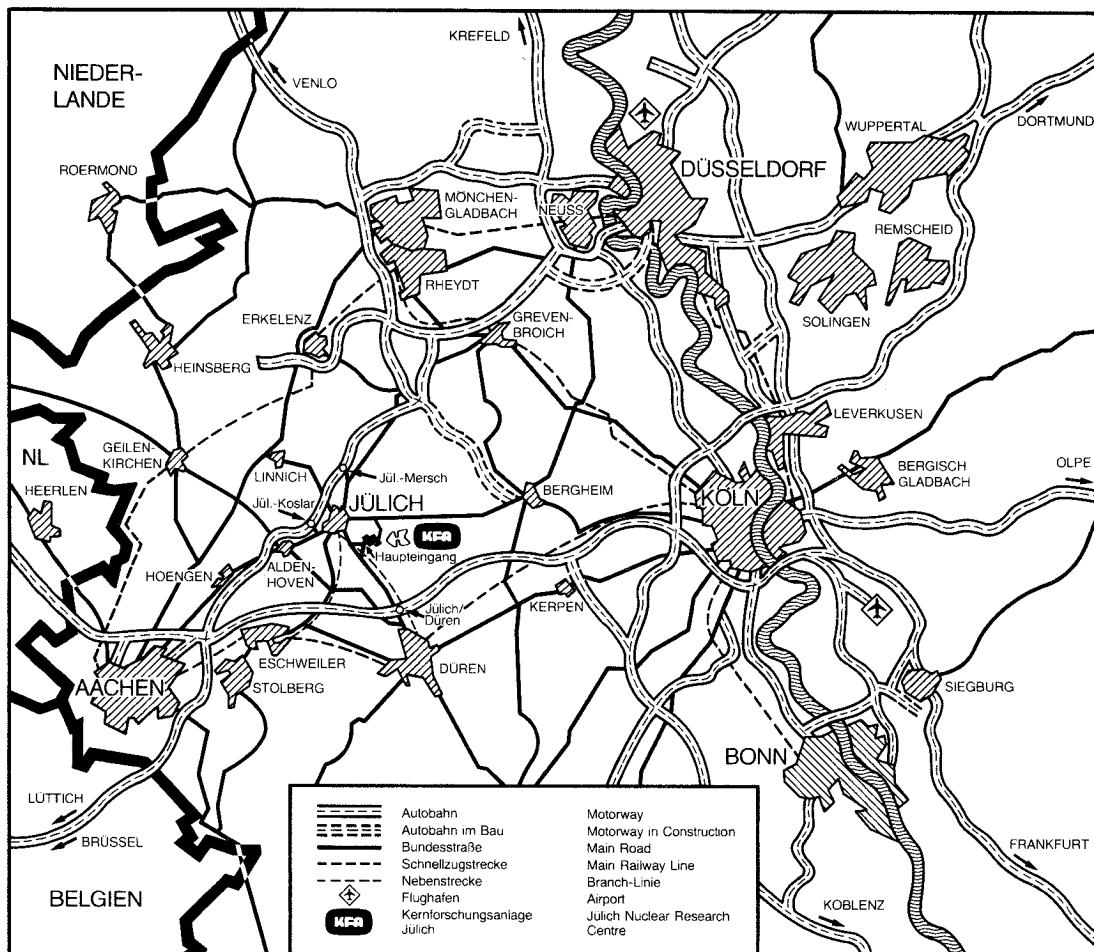 KREFELD
NIEDER-
LANDE
VENLO
DORTMUND
WUPPERTAL
ROERMOND
DÜSSELDORF
MÖNCHEN-
GLADBACH
NEUSS
REMSCHEID
RHEYDT
ERKELENZ
GREVEN-
BROICH
SOLINGEN
HEINSBERG
LEVERKUSEN
GEILEN-
KIRCHEN
NL
LINNICH
Jül.-Mersch
BERGISCH
GLADBACH
OLPE
HEERLEN
Jül.-Koslar
JÜLICH
BERGHEIM
KÖLN
KFA
Haupteingang
HOENGEN
ALDEN-
HOVEN
KERPEN
Jülich/
Düren
ESCHWEILER
DÜREN
AACHEN
STOLBERG
SIEGBURG
BONN
LÜTTICH
BRÜSSEL
FRANKFURT
BELGIEN
KOBLENZ
Autobahn Motorway
Autobahn im Bau Motorway in Construction
Bundesstraße Main Road
Schnellzugstrecke Main Railway Line
Nebenstrecke Branch-Linie
Flughafen Airport
KFA Kernforschungsanlage Jülich Nuclear Research
Jülich Centre